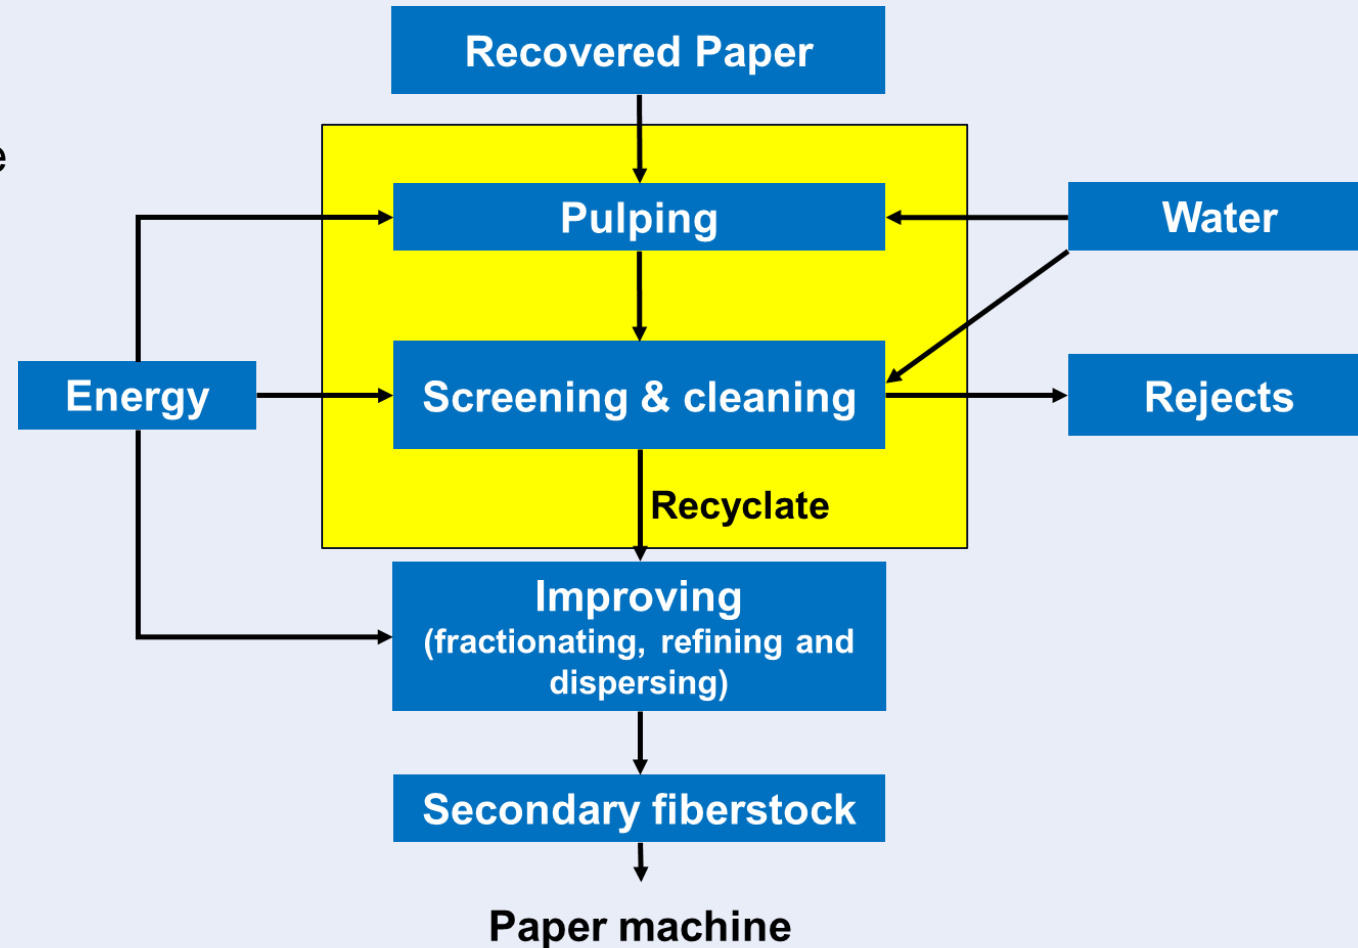 Recovered Paper
e
Pulping
Water
Energy
Screening & cleaning
Rejects
Recyclate
Improving
(fractionating, refining and
dispersing)
Secondary fiberstock
Paper machine